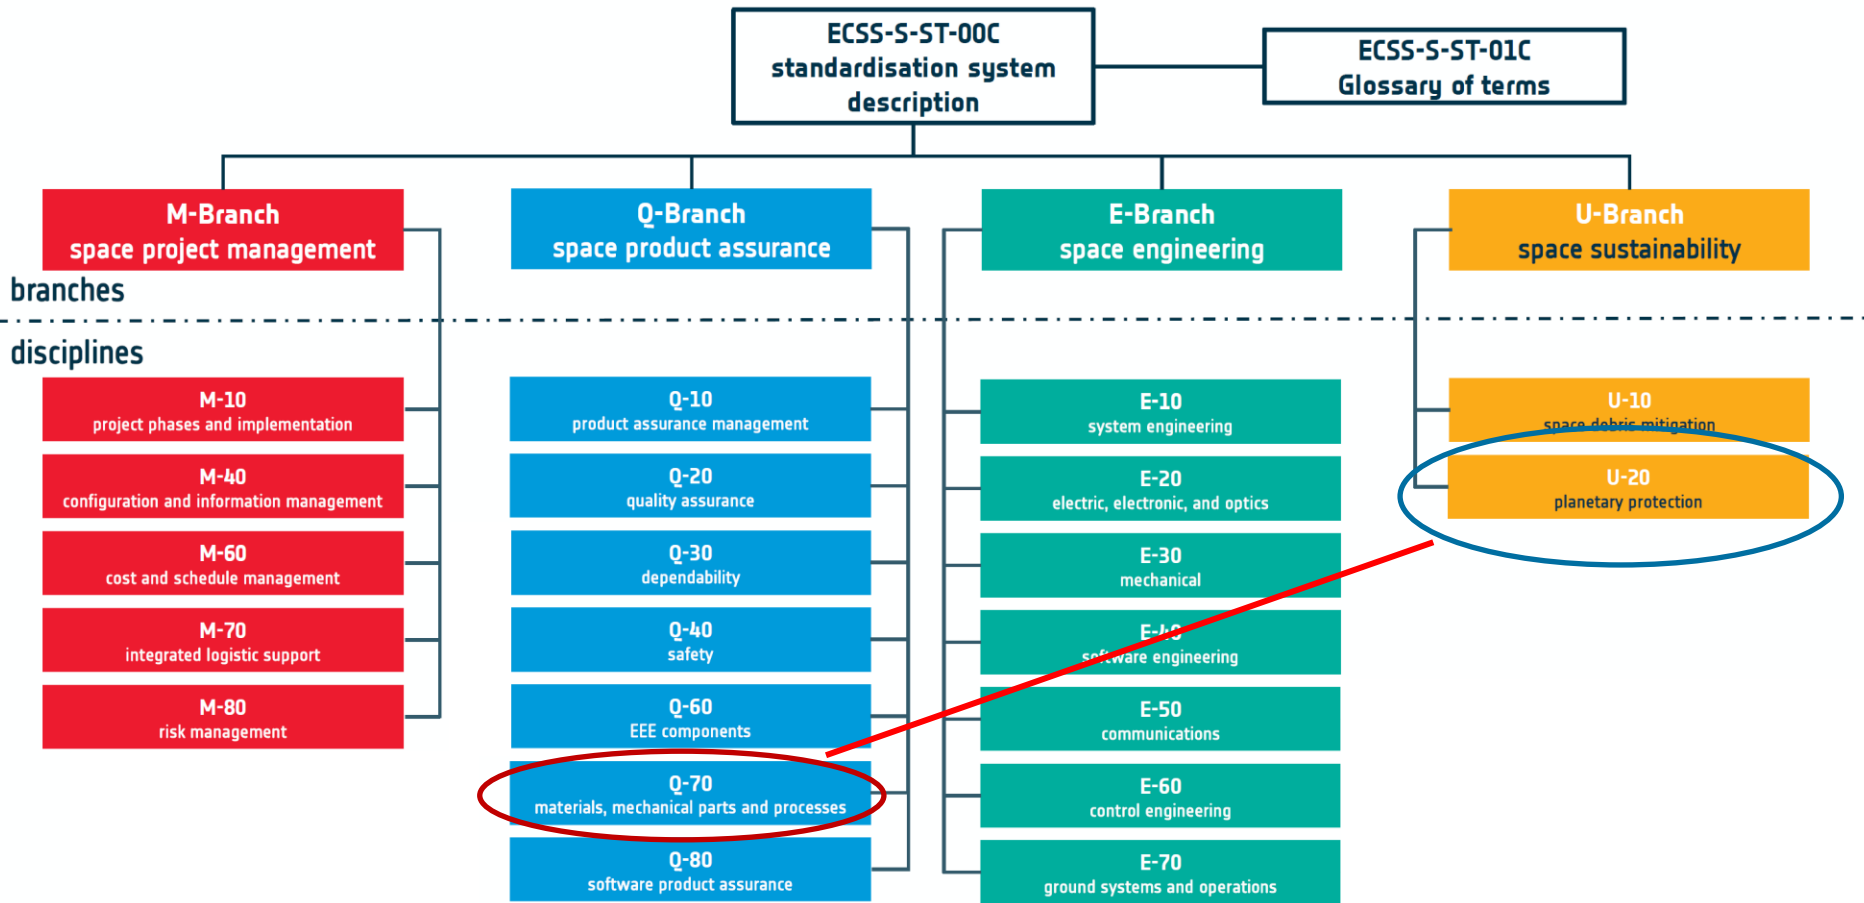 ECSS-S-ST-00C
standardisation system
description
ECSS-S-ST-01C
Glossary of terms
M-Branch
space project management
Q-Branch
space product assurance
E-Branch
space engineering
U-Branch
space sustainability
branches
disciplines
M-10
project phases and implementation
M-40
configuration and information management
M-60
cost and schedule management
M-70
integrated logistic support
M-80
risk management
Q-10
product assurance management
Q-20
quality assurance
Q-30
dependability
Q-40
safety
Q-60
EEE components
Q-70
materials, mechanical parts and processes
Q-80
software product assurance
E-10
system engineering
E-20
electric, electronic, and optics
E-30
mechanical
E-40
software engineering
E-50
communications
E-60
control engineering
E-70
ground systems and operations
U-10
space debris mitigation
U-20
planetary protection